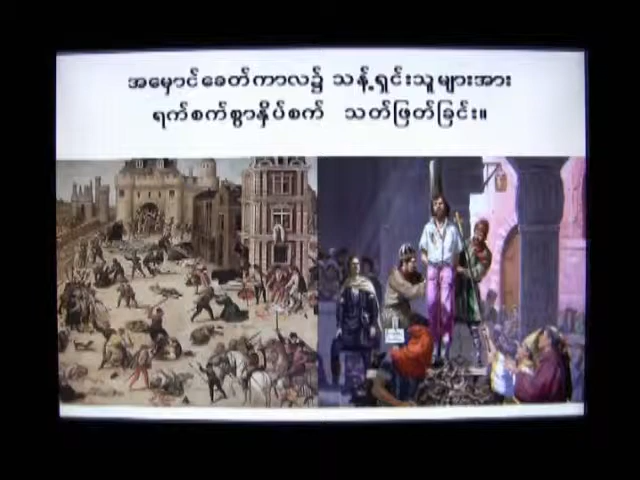 အမှောင်ခေတ်ကာလ၌ သန့်ရှင်းသူများအား
ရက်စက်စွာနှိပ်စက် သတ်ဖြတ်ခြင်း။